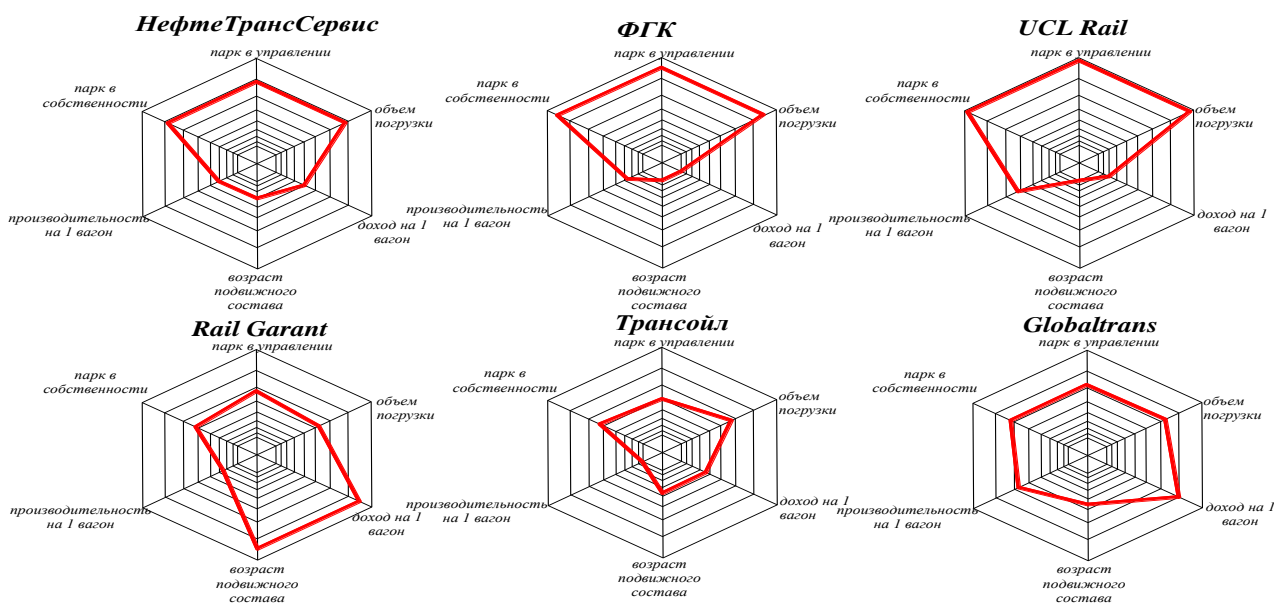 НефтеТрансСервис
парк в управлении
парк в
собственности
объем
погрузки
производительность
на 1 вагон
доход на 1
вагон
возраст
подвижного
состава
ФГК
парк в управлении
парк в
собственности
объем
погрузки
производительность
на 1 вагон
доход на 1
вагон
возраст
подвижного
состава
UCL Rail
парк в управлении
парк в
собственности
объем
погрузки
производительность
на 1 вагон
доход на 1
вагон
возраст
подвижного
состава
Rail Garant
парк в управлении
парк в
собственности
объем
погрузки
производительность
на 1 вагон
доход на 1
вагон
возраст
подвижного
состава
Трансойл
парк в управлении
парк в
собственности
объем
погрузки
производительность
на 1 вагон
доход на 1
вагон
возраст
подвижного
состава
Globaltrans
парк в управлении
парк в
собственности
объем
погрузки
производительность
на 1 вагон
доход на 1
вагон
возраст
подвижного
состава